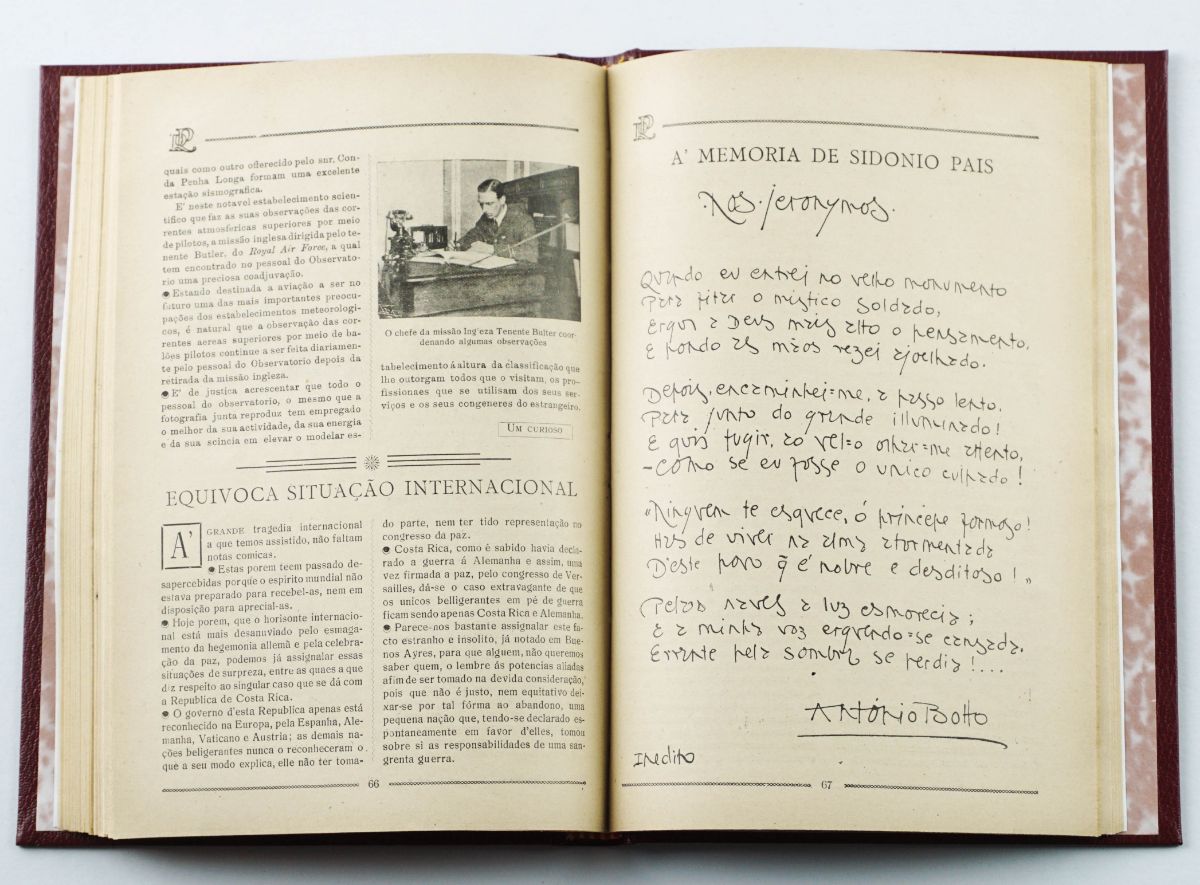 PL
quais como outro offerecido pelo snr. Con-
da Penha Longa formam uma excelente
estação sismografica.
E' neste notavel estabelecimento scien-
tifico que faz as suas observações das cor-
rentes atmosfericas superiores por meio
de pilotos, a missão inglesa dirigida pelo te-
nente Butler, do Royal Air Force, a qual
tem encontrado no pessoal do Observato-
rio uma preciosa coadjuvação.
● Estando destinada a aviação a ser no
futuro uma das mais importantes preocu-
pações dos estabelecimentos meteorologi-
cos, é natural que a observação das cor-
rentes aereas superiores por meio de ba-
lões pilotos continue a ser feita diariamen-
te pelo pessoal do Observatorio depois da
retirada da missão ingleza.
● E' de justica acrescentar que todo o
pessoal do observatorio, o mesmo que a
fotografia junta reproduz tem empregado
o melhor da sua actividade, da sua energia
e da sua scincia em elevar o modelar es-
O chefe da missão Ing'eza Tenente Bulter coor-
denando algumas observações
tabelecimento á altura da classificação que
lhe outorgam todos que o visitam, os pro-
fissionaes que se utilisam dos seus ser-
viços e os seus congeneres do estrangeiro.
UM CURIOSO
EQUIVOCA SITUAÇÃO INTERNACIONAL
A' GRANDE tragedia internacional
a que temos assistido, não faltam
notas comicas.
● Estas porem teem passado de-
sapercebidas porque o espirito mundial não
estava preparado para recebel-as, nem em
disposição para aprecial-as.
● Hoje porem, que o horisonte internacio-
nal está mais desanuviado pelo esmaga-
mento da hegemonia allemã e pela celebra-
ção da paz, podemos já assignalar essas
situações de surpreza, entre as quaes a que
diz respeito ao singular caso que se dá com
a Republica de Costa Rica.
● O governo d'esta Republica apenas está
reconhecido na Europa, pela Espanha, Ale-
manha, Vaticano e Austria; as demais na-
ções beligerantes nunca o reconheceram o
que a seu modo explica, elle não ter toma-
do parte, nem ter tido representação no
congresso da paz.
● Costa Rica, como é sabido havia decla-
rado a guerra á Alemanha e assim, uma
vez firmada a paz, pelo congresso de Ver-
sailles, dá-se o caso extravagante de que
os unicos belligerantes em pé de guerra
ficam sendo apenas Costa Rica e Alemanha.
● Parece-nos bastante assignalar este fa-
cto estranho e insolito, já notado em Bue-
nos Ayres, para que alguem, não queremos
saber quem, o lembre ás potencias aliadas
afim de ser tomado na devida consideração,
pois que não é justo, nem equitativo dei-
xar-se por tal fórma ao abandono, uma
pequena nação que, tendo-se declarado es-
pontaneamente em favor d'elles, tomou
sobre si as responsabilidades de uma san-
grenta guerra.
66
PL
A' MEMORIA DE SIDONIO PAIS
.Nos.jeronymos.
Quando eu entrei no velho monumento
Para fitar o mistico soldado,
Ergui a Deus mais alto o pensamento,
E pondo as mãos rezei ajoelhado.
Depois, encaminhei=me, a passo lento,
Para junto do grande illuminado!
E quis fugir, ao vel=o olhar=me attento,
-Como se eu fosse o unico culpado!
"Ninguem te esquece, ó principe formoso!
Has de viver na alma atormentada
D'este povo q̃ é nobre e desditoso!"
Pelas naves a luz esmorecia;
E a minha voz erguendo=se cansada,
Errante pela sombra se perdia!...
António Botto
Inedito
67